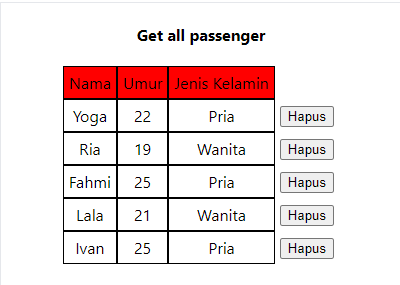 Get all passenger
Nama Umur Jenis Kelamin
Yoga 22 Pria Hapus
Ria 19 Wanita Hapus
Fahmi 25 Pria Hapus
Lala 21 Wanita Hapus
Ivan 25 Pria Hapus